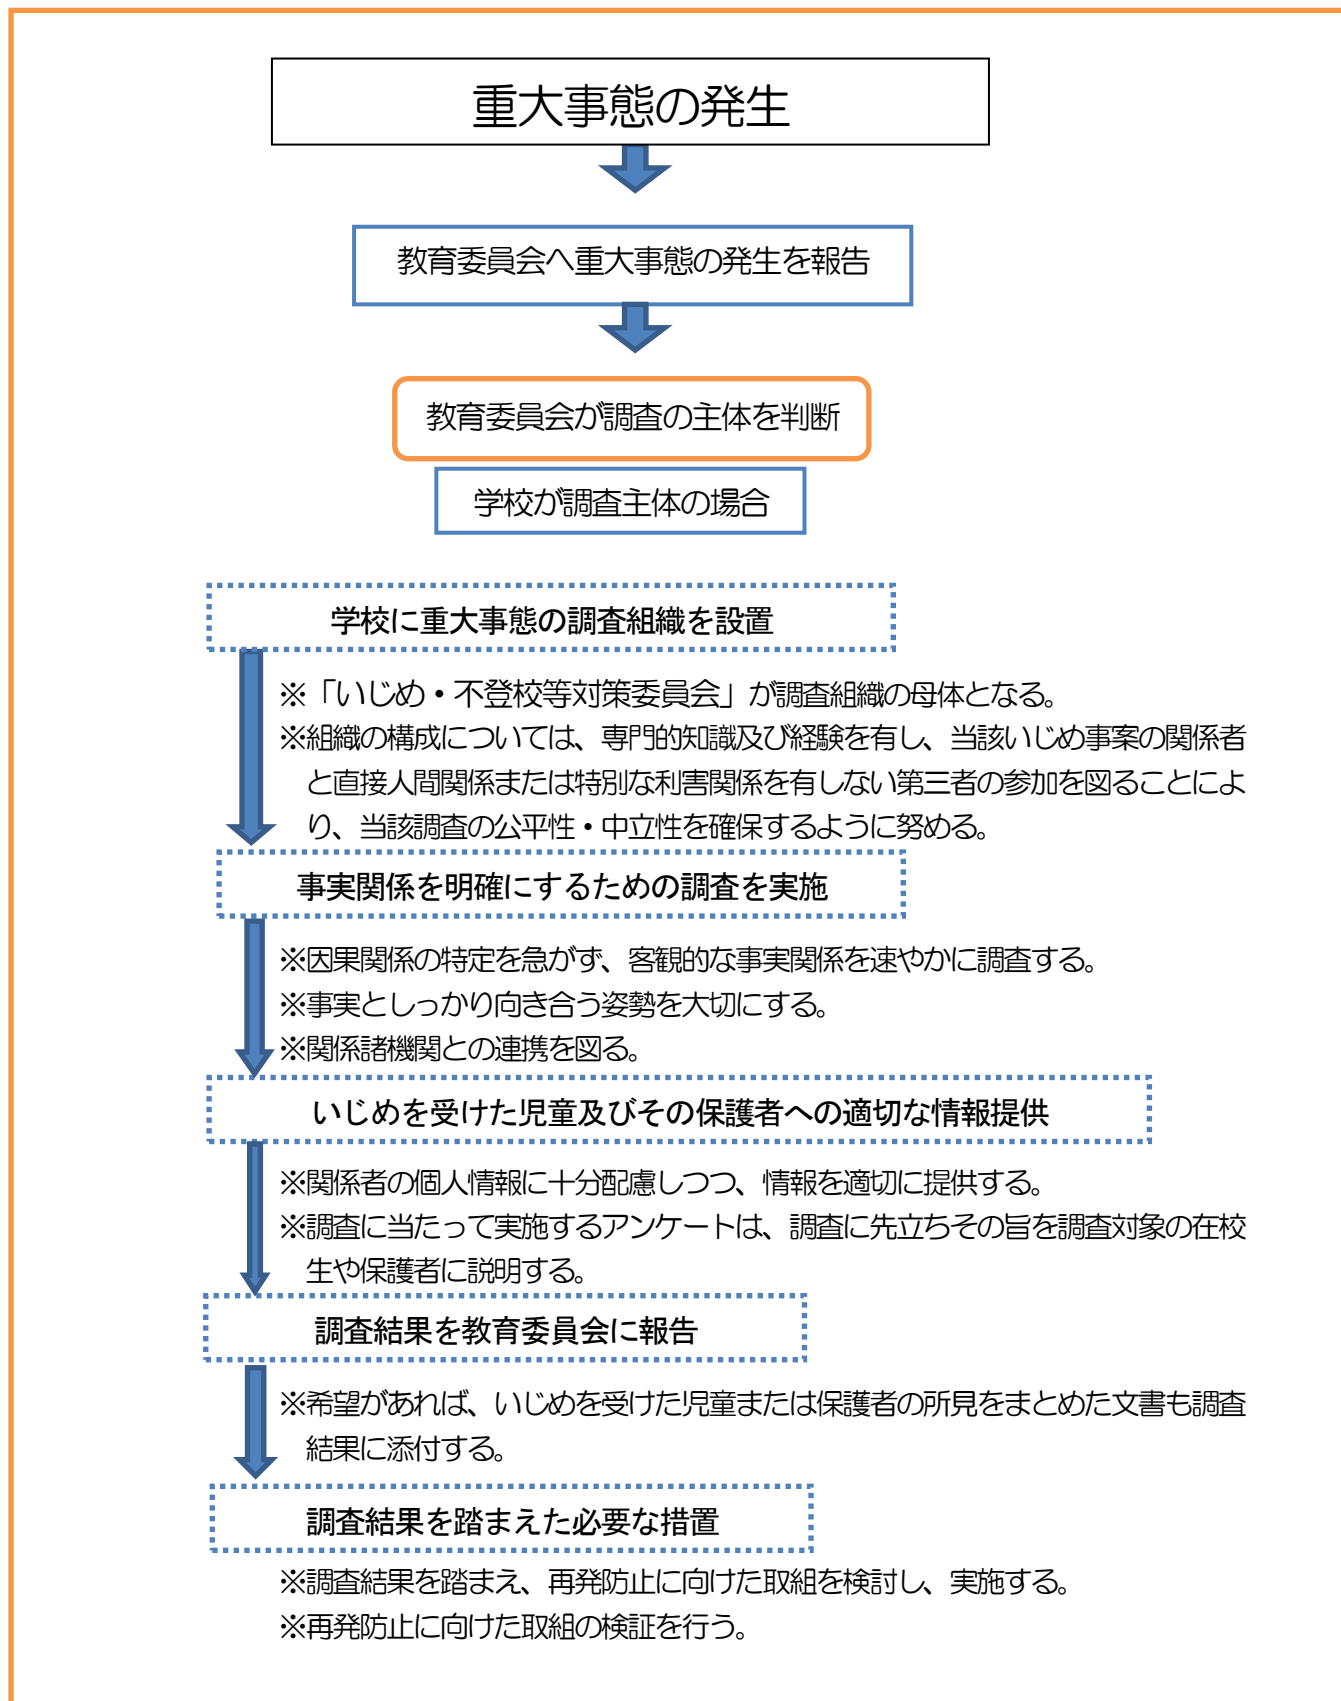 重大事態の発生
教育委員会へ重大事態の発生を報告
教育委員会が調査の主体を判断
学校が調査主体の場合
学校に重大事態の調査組織を設置
※「いじめ・不登校等対策委員会」が調査組織の母体となる。
※組織の構成については、専門的知識及び経験を有し、当該いじめ事案の関係者
と直接人間関係または特別な利害関係を有しない第三者の参加を図ることによ
り、当該調査の公平性・中立性を確保するように努める。
事実関係を明確にするための調査を実施
※因果関係の特定を急がず、客観的な事実関係を速やかに調査する。
※事実としっかり向き合う姿勢を大切にする。
※関係諸機関との連携を図る。
いじめを受けた児童及びその保護者への適切な情報提供
※関係者の個人情報に十分配慮しつつ、情報を適切に提供する。
※調査に当たって実施するアンケートは、調査に先立ちその旨を調査対象の在校
生や保護者に説明する。
調査結果を教育委員会に報告
※希望があれば、いじめを受けた児童または保護者の所見をまとめた文書も調査
結果に添付する。
調査結果を踏まえた必要な措置
※調査結果を踏まえ、再発防止に向けた取組を検討し、実施する。
※再発防止に向けた取組の検証を行う。